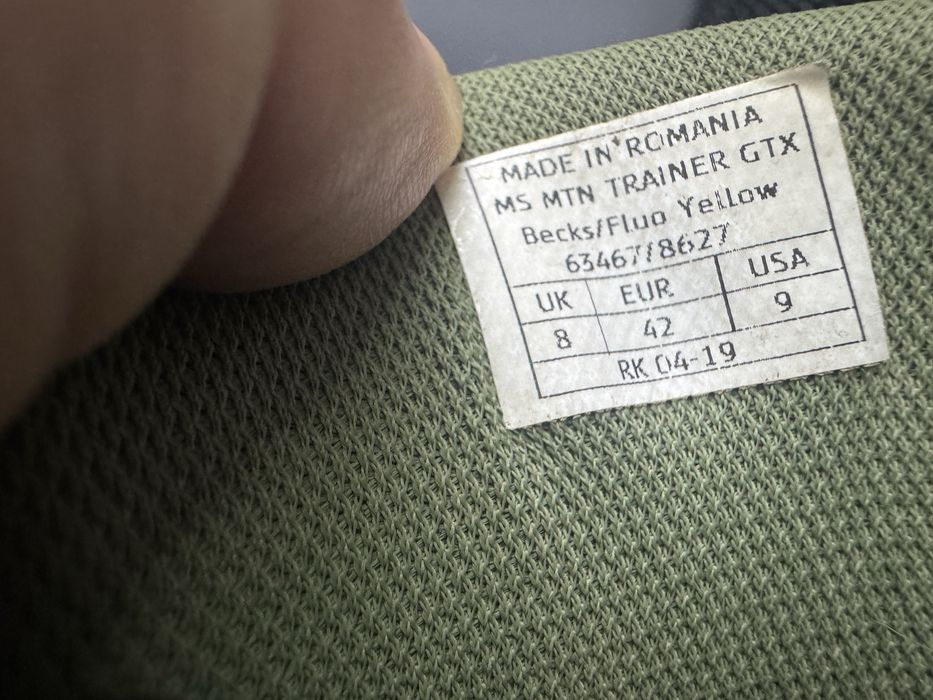 MADE IN ROMANIA
MS MTN TRAINER GTX
Becks/Fluo Yellow
63467/8627
UK EUR USA
8 42 9
RK 04-19